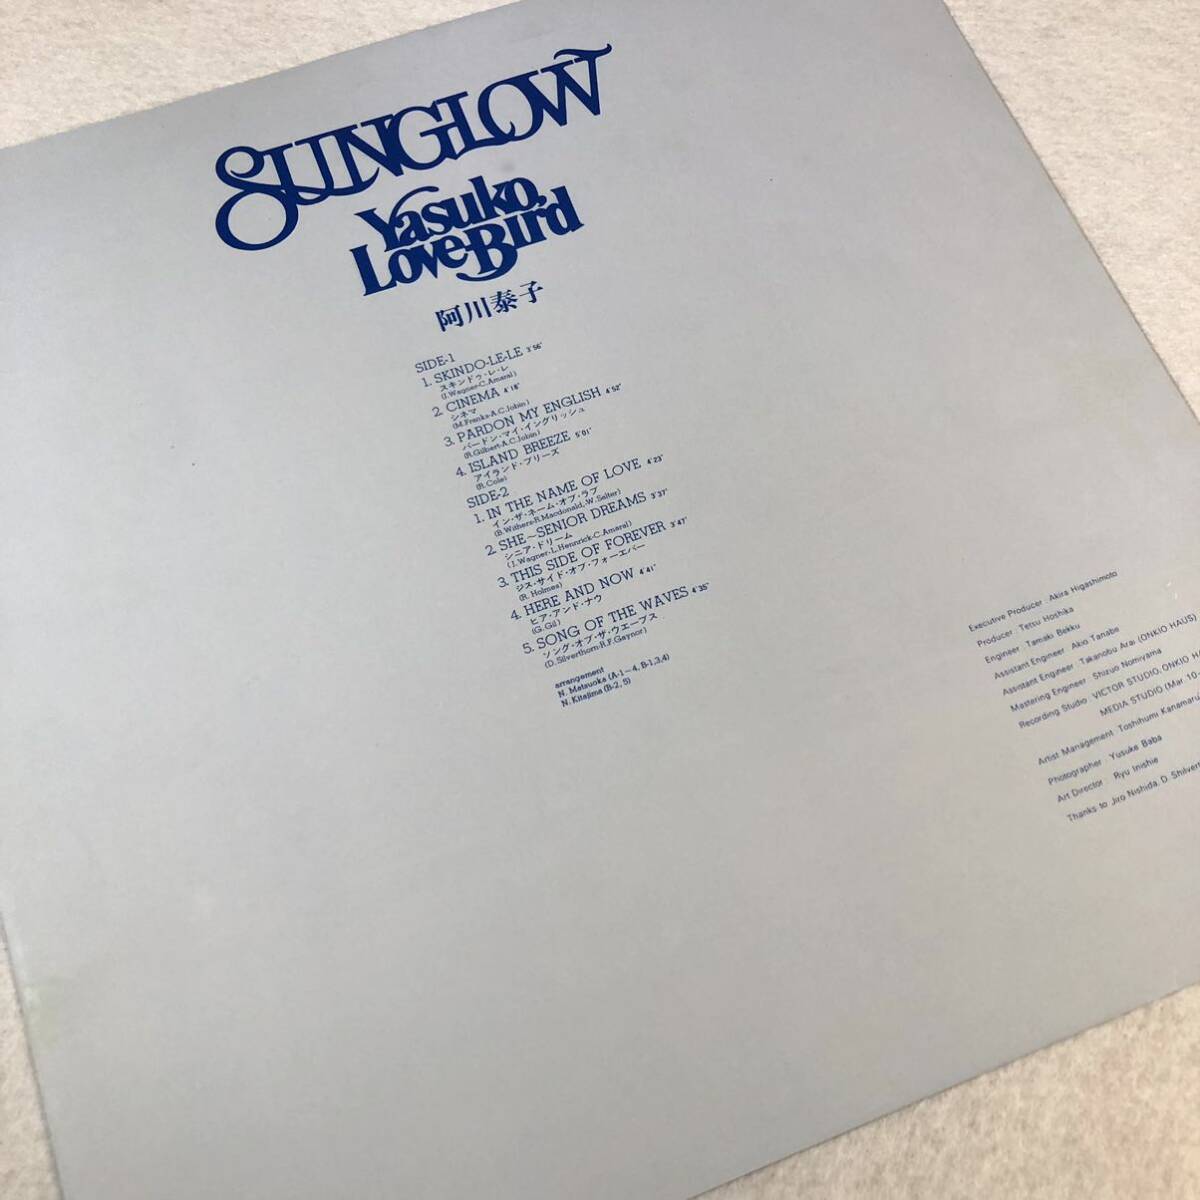 SUNGLOW
Yasuko,
Love-Bird
阿川泰子
SIDE-1
1. SKINDO-LE-LE 3'56"
スキンドゥ・レ・レ
(I.Wagner-C.Amaral)
2. CINEMA 4'18"
シネマ
(M.Franks-A.C.Jobin)
3. PARDON MY ENGLISH 4'52"
パードン・マイ・イングリッシュ
(R.Gilbert-A.C.Jobin)
4. ISLAND BREEZE 5'01"
アイランド・ブリーズ
(R.Cole)
SIDE-2
1. IN THE NAME OF LOVE 4'23"
イン・ザ・ネーム・オブ・ラブ
(B.Withers-R.Macdonald, W.Salter)
2. SHE~SENIOR DREAMS 3'37"
シニア・ドリーム
(I.Wagner-L.Hennrick-C.Amaral)
3. THIS SIDE OF FOREVER 3'47"
ジス・サイド・オブ・フォーエバー
(R. Holmes)
4. HERE AND NOW 4'41"
ヒア・アンド・ナウ
(G. Gil)
5. SONG OF THE WAVES 4'35"
ソング・オブ・ザ・ウエーブス
(D. Silverthorn-R.F.Gaynor)
arrangement
N. Matsuoka (A-1~4, B-1,3,4)
N. Kitajima (B-2, 5)
Executive Producer : Akira Higashimoto
Producer : Tetsu Hoshika
Engineer : Tamaki Bekku
Assistant Engineer : Akio Tanabe
Assistant Engineer : Takanobu Arai (ONKIO HAUS)
Mastering Engineer : Shizuo Nomiyama
Recording Studio : VICTOR STUDIO, ONKIO HA
MEDIA STUDIO (Mar 10-
Artist Management : Toshihumi Kanamaru
Photographer : Yusuke Baba
Art Director : Ryu Inishie
Thanks to Jiro Nishida, D. Shilvert